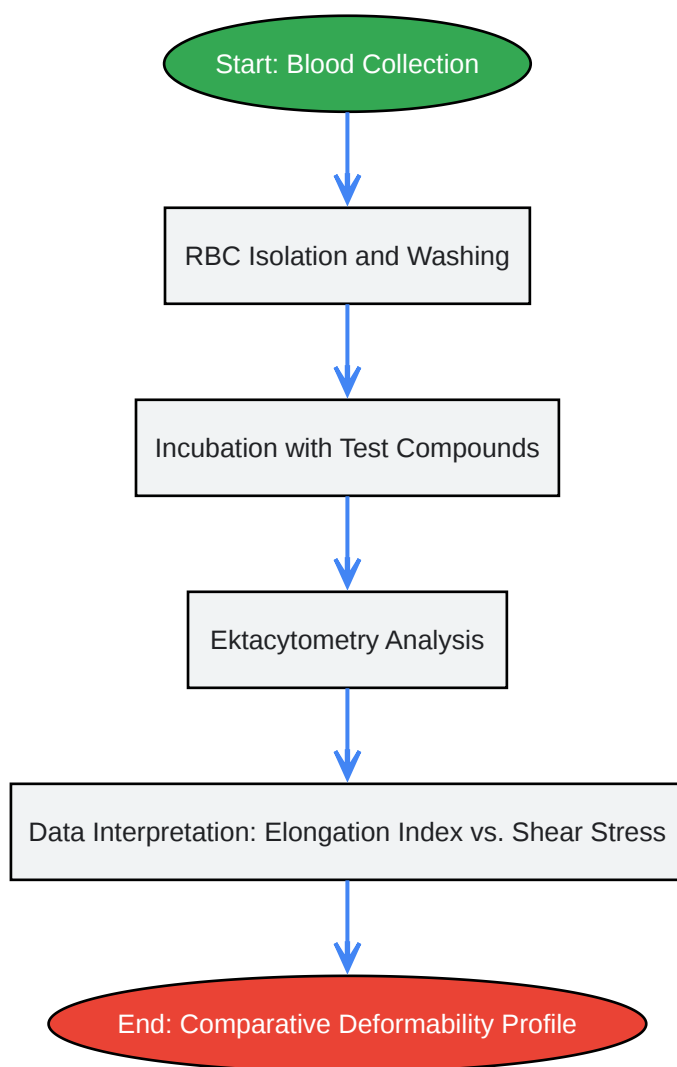 Start: Blood Collection
RBC Isolation and Washing
Incubation with Test Compounds
Ektacytometry Analysis
Data Interpretation: Elongation Index vs. Shear Stress
End: Comparative Deformability Profile